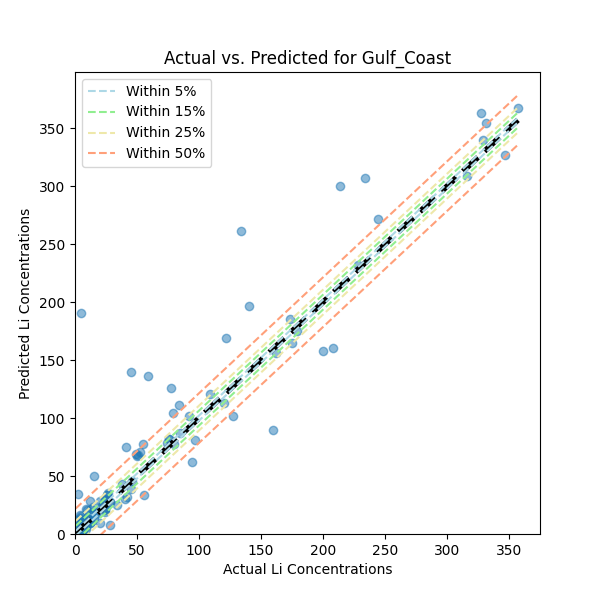 Actual vs. Predicted for Gulf_Coast
Within 5%
Within 15%
Within 25%
Within 50%
350
300
250
200
150
100
50
0
Predicted Li Concentrations
0 50 100 150 200 250 300 350
Actual Li Concentrations